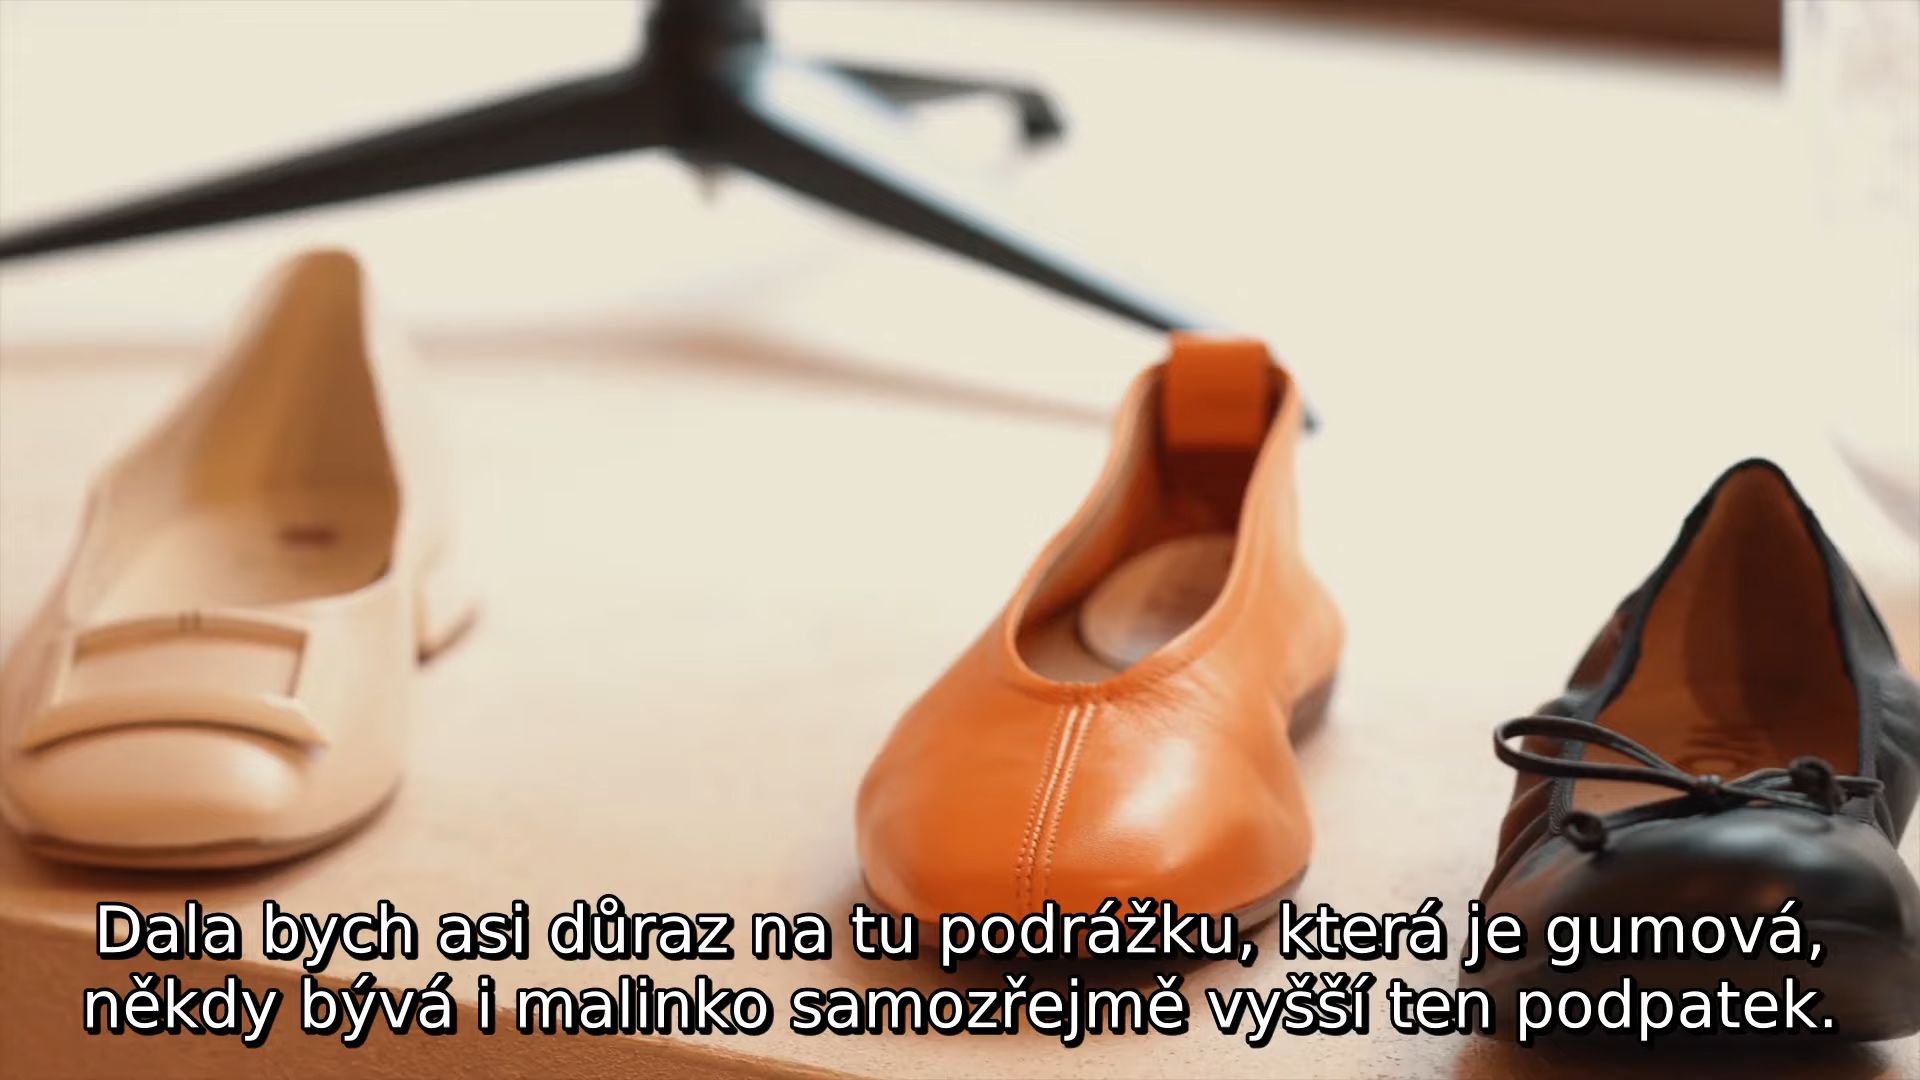 Dala bych asi důraz na tu podrážku, která je gumová,
někdy bývá i malinko samozřejmě vyšší ten podpatek.